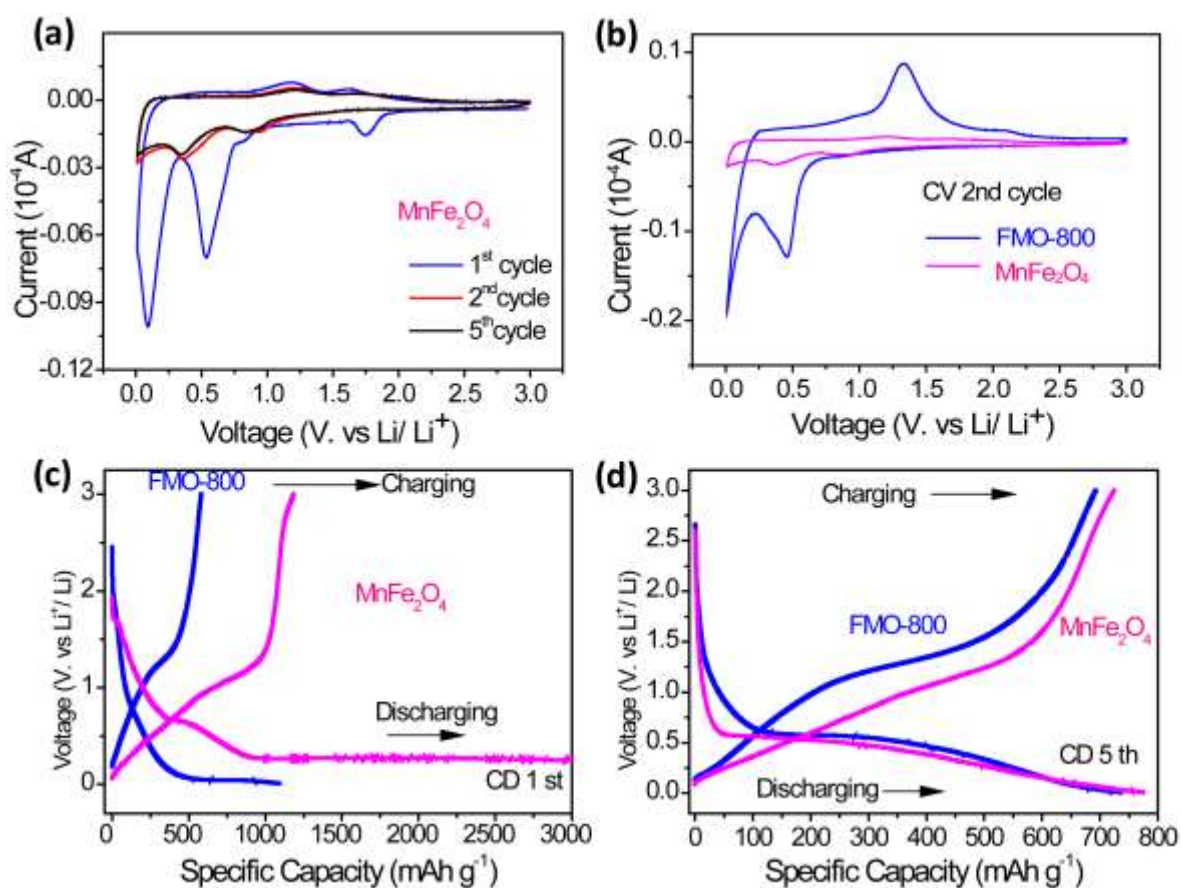 (a)
0.00
-0.03
-0.06
-0.09
-0.12
Current (10⁻⁴A)
MnFe₂O₄
1ˢᵗ cycle
2ⁿᵈcycle
5ᵗʰcycle
0.0 0.5 1.0 1.5 2.0 2.5 3.0
Voltage (V. vs Li/ Li⁺)
(b)
0.1
0.0
-0.1
-0.2
Current (10⁻⁴A)
CV 2nd cycle
FMO-800
MnFe₂O₄
0.0 0.5 1.0 1.5 2.0 2.5 3.0
Voltage (V. vs Li/ Li⁺)
(c)
3
2
1
0
Voltage (V. vs Li⁺/ Li)
FMO-800
Charging
MnFe₂O₄
Discharging
CD 1 st
0 500 1000 1500 2000 2500 3000
Specific Capacity (mAh g⁻¹)
(d)
3.0
2.5
2.0
1.5
1.0
0.5
0.0
Voltage (V. vs Li⁺/ Li)
Charging
FMO-800
MnFe₂O₄
CD 5 th
Discharging
0 100 200 300 400 500 600 700 800
Specific Capacity (mAh g⁻¹)